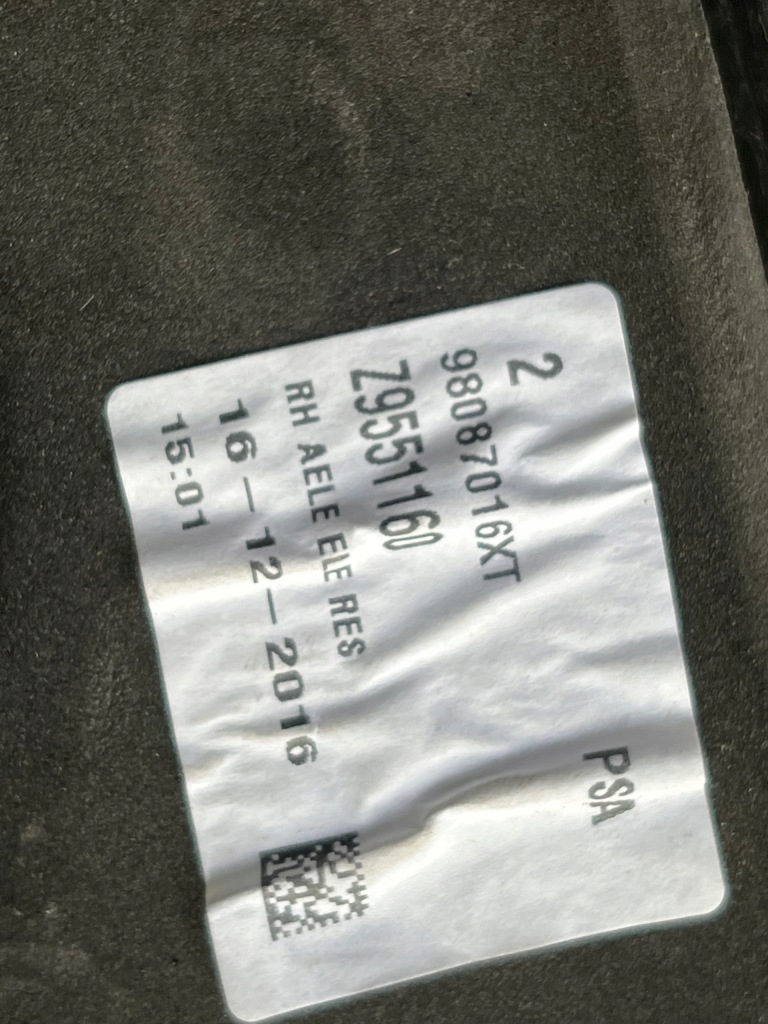 2
PSA
98087016XT
Z9551160
RH AELE ELE RES
16-12-2016
15:01